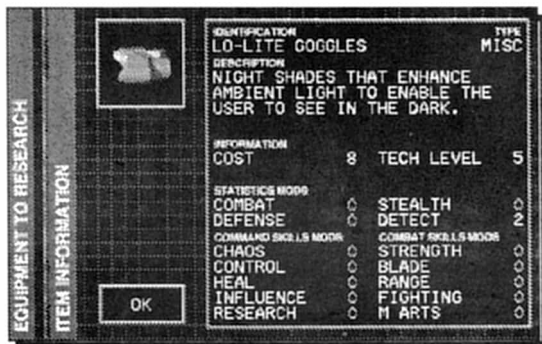 EQUIPMENT TO RESEARCH
ITEM INFORMATION
IDENTIFICATION TYPE
LO-LITE GOGGLES MISC
DESCRIPTION
NIGHT SHADES THAT ENHANCE
AMBIENT LIGHT TO ENABLE THE
USER TO SEE IN THE DARK.
INFORMATION
COST 8 TECH LEVEL 5
STATISTICS MODS
COMBAT 0 STEALTH 0
DEFENSE 0 DETECT 2
COMMAND SKILLS MODS COMBAT SKILLS MODS
CHAOS 0 STRENGTH 0
CONTROL 0 BLADE 0
HEAL 0 RANGE 0
INFLUENCE 0 FIGHTING 0
RESEARCH 0 M ARTS 0
OK